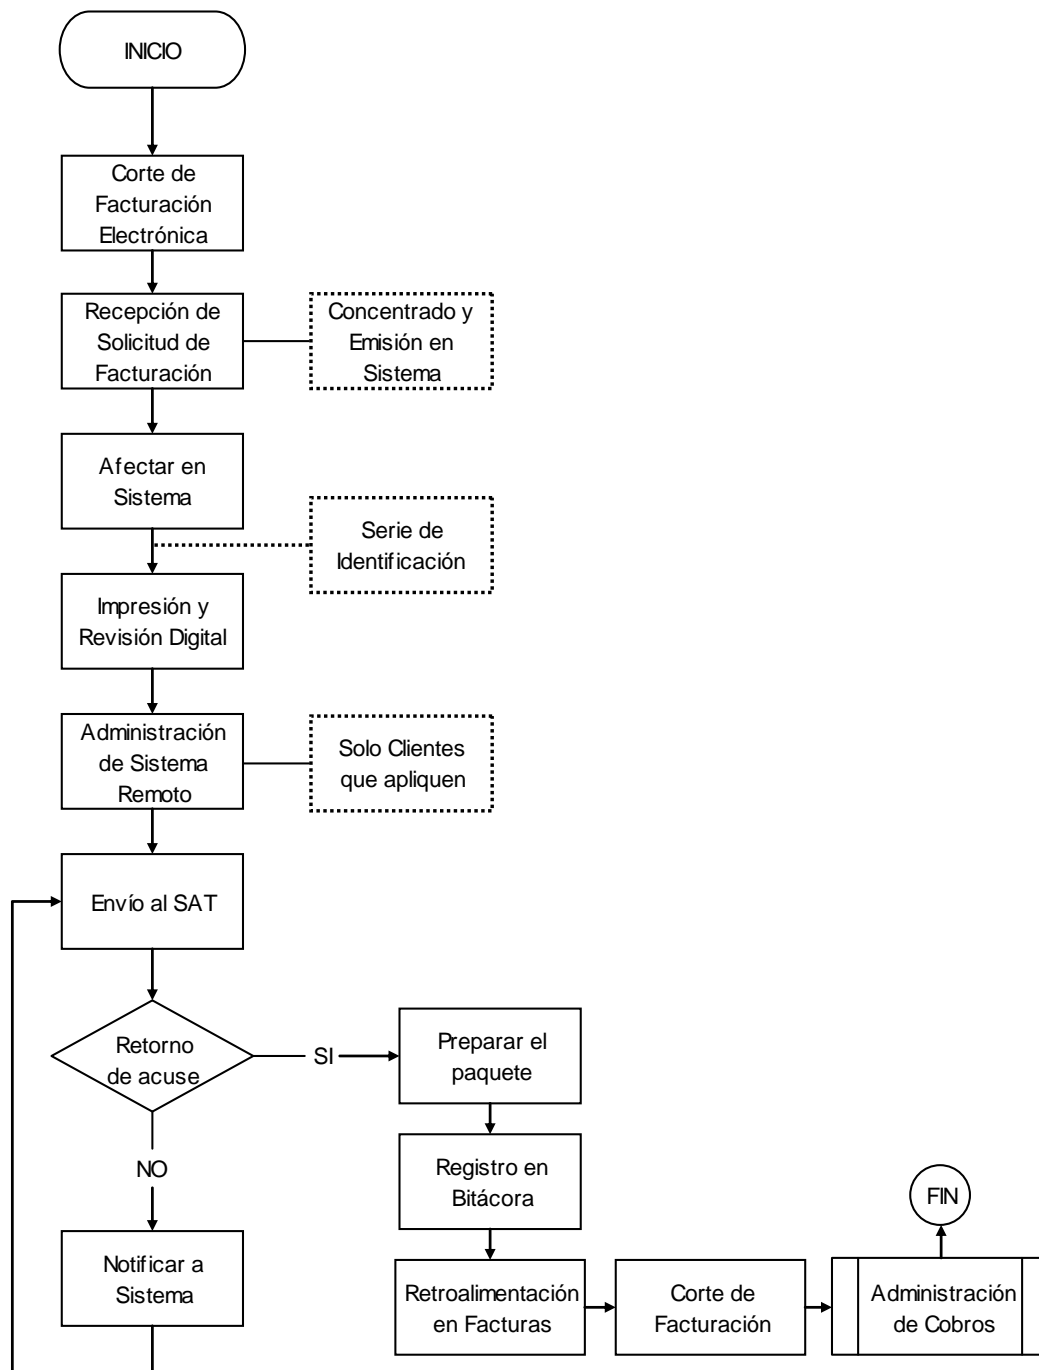 INICIO
Corte de
Facturación
Electrónica
Recepción de
Solicitud de
Facturación
Concentrado y
Emisión en
Sistema
Afectar en
Sistema
Serie de
Identificación
Impresión y
Revisión Digital
Administración
de Sistema
Remoto
Solo Clientes
que apliquen
Envío al SAT
Retorno
de acuse
SI
Preparar el
paquete
NO
Registro en
Bitácora
FIN
Notificar a
Sistema
Retroalimentación
en Facturas
Corte de
Facturación
Administración
de Cobros